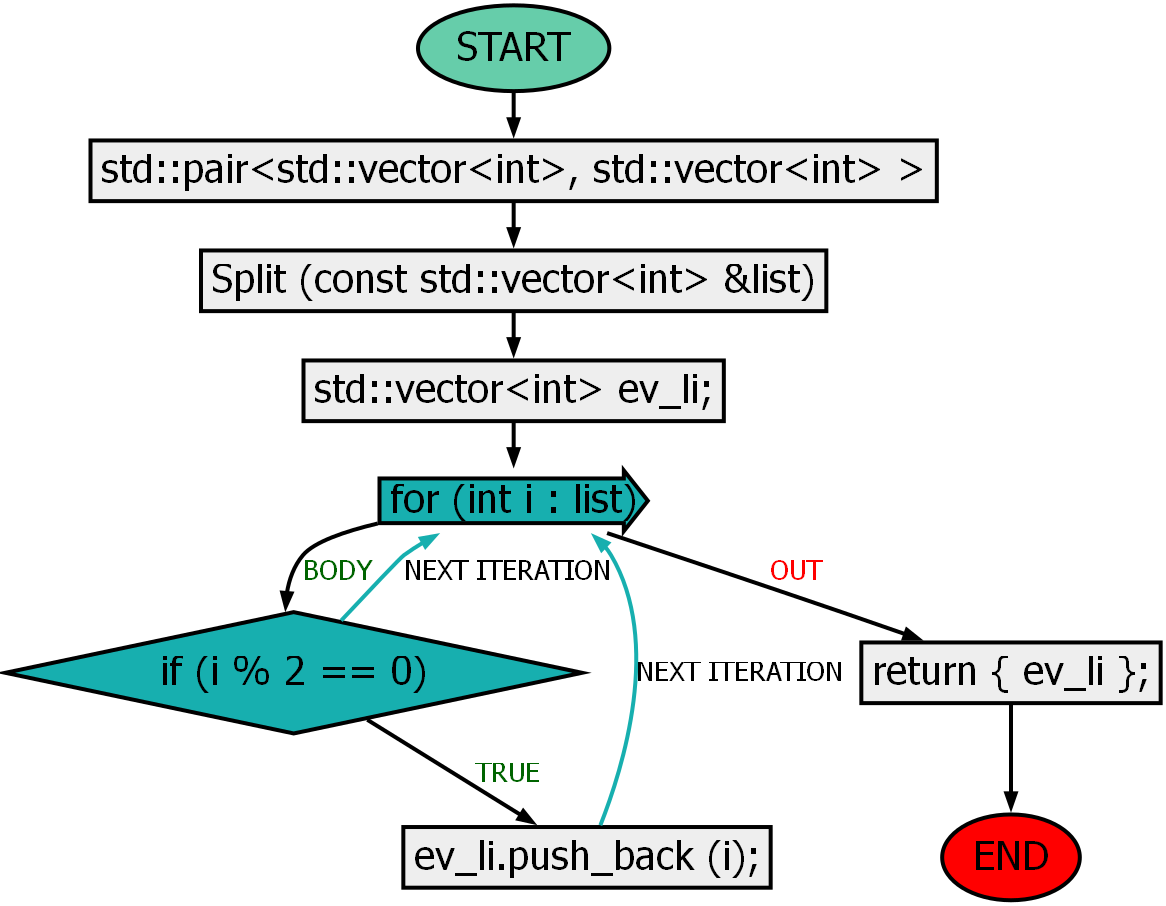 START
std::pair<std::vector<int>, std::vector<int> >
Split (const std::vector<int> &list)
std::vector<int> ev_li;
for (int i : list)
BODY
NEXT ITERATION
OUT
if (i % 2 == 0)
NEXT ITERATION
return { ev_li };
TRUE
ev_li.push_back (i);
END